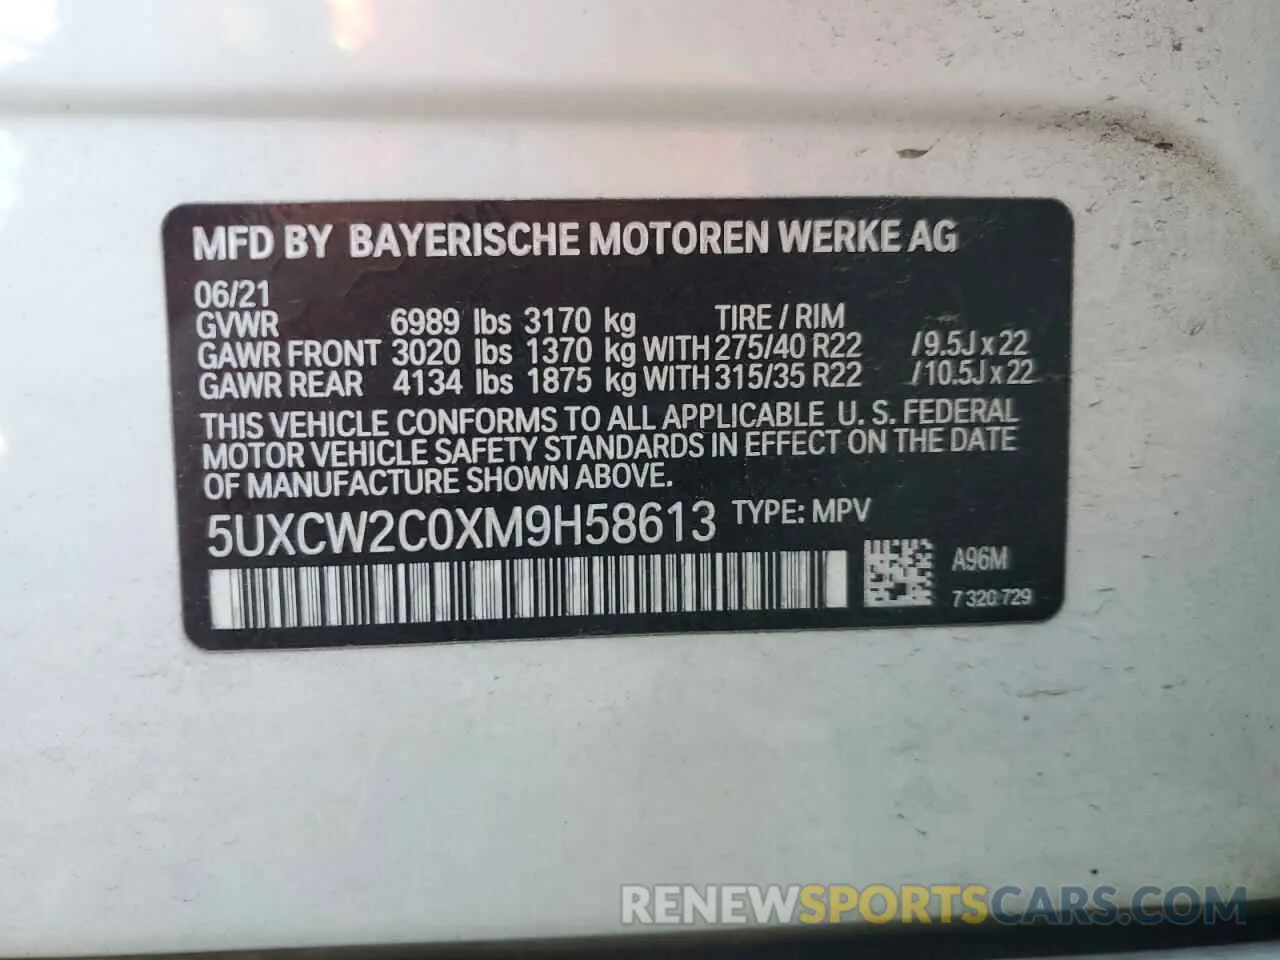 MFD BY BAYERISCHE MOTOREN WERKE AG
06/21
GVWR 6989 lbs 3170 kg TIRE / RIM
GAWR FRONT 3020 lbs 1370 kg WITH 275/40 R22 /9.5J x 22
GAWR REAR 4134 lbs 1875 kg WITH 315/35 R22 /10.5J x 22
THIS VEHICLE CONFORMS TO ALL APPLICABLE U. S. FEDERAL
MOTOR VEHICLE SAFETY STANDARDS IN EFFECT ON THE DATE
OF MANUFACTURE SHOWN ABOVE.
5UXCW2C0XM9H58613 TYPE: MPV
A96M
7 320 729
RENEWSPORTSCARS.COM